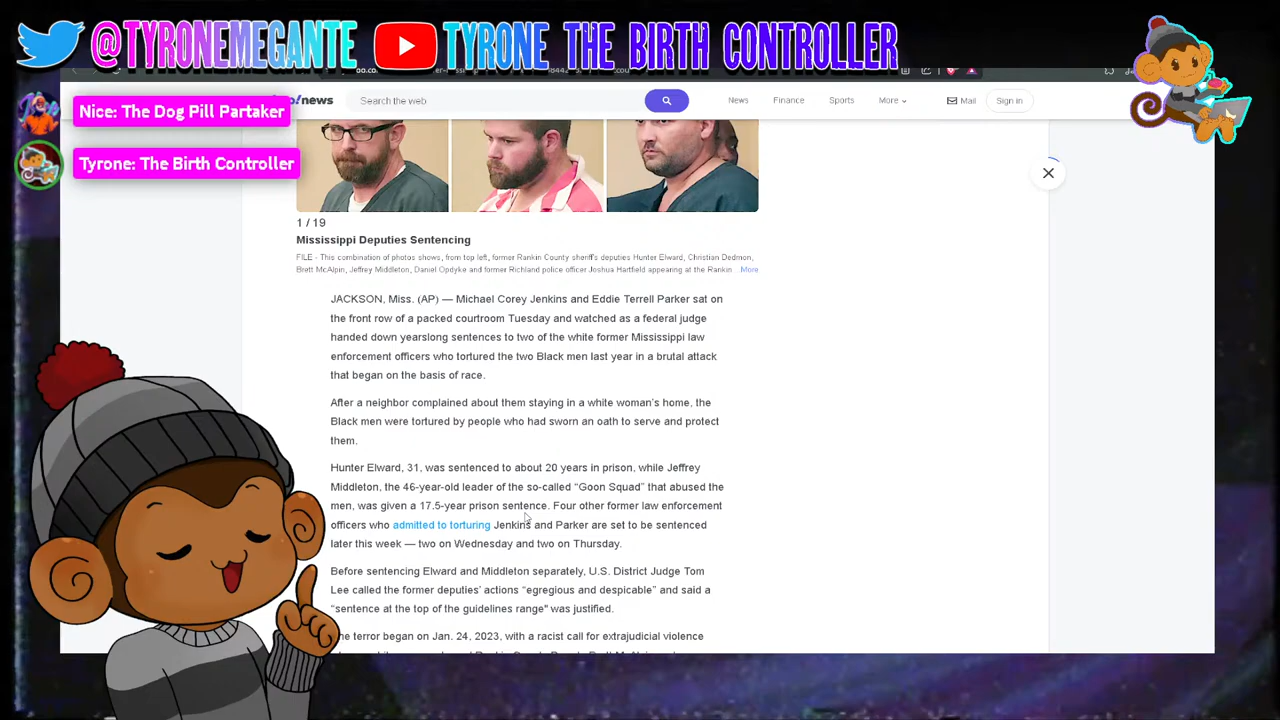 @TYRONEMEGANTE TYRONE THE BIRTH CONTROLLER
Nice: The Dog Pill Partaker
Tyrone: The Birth Controller
news
Search the web
News Finance Sports More Mail Sign in
1 / 19
Mississippi Deputies Sentencing
FILE - This combination of photos shows, from top left, former Rankin County sheriff's deputies Hunter Elward, Christian Dedmon,
Brett McAlpin, Jeffrey Middleton, Daniel Opdyke and former Richland police officer Joshua Hartfield appearing at the Rankin ...More
JACKSON, Miss. (AP) — Michael Corey Jenkins and Eddie Terrell Parker sat on
the front row of a packed courtroom Tuesday and watched as a federal judge
handed down yearslong sentences to two of the white former Mississippi law
enforcement officers who tortured the two Black men last year in a brutal attack
that began on the basis of race.
After a neighbor complained about them staying in a white woman's home, the
Black men were tortured by people who had sworn an oath to serve and protect
them.
Hunter Elward, 31, was sentenced to about 20 years in prison, while Jeffrey
Middleton, the 46-year-old leader of the so-called "Goon Squad" that abused the
men, was given a 17.5-year prison sentence. Four other former law enforcement
officers who admitted to torturing Jenkins and Parker are set to be sentenced
later this week — two on Wednesday and two on Thursday.
Before sentencing Elward and Middleton separately, U.S. District Judge Tom
Lee called the former deputies' actions "egregious and despicable" and said a
"sentence at the top of the guidelines range" was justified.
he terror began on Jan. 24, 2023, with a racist call for extrajudicial violence